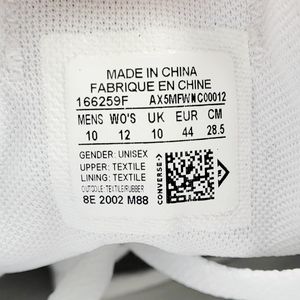 MADE IN CHINA
FABRIQUE EN CHINE
166259F AX5MFWNC00012
MENS WO'S UK EUR CM
10 12 10 44 28.5
GENDER: UNISEX
UPPER: TEXTILE
LINING: TEXTILE
OUTSOLE: TEXTILE/RUBBER
8E 2002 M88
CONVERSE